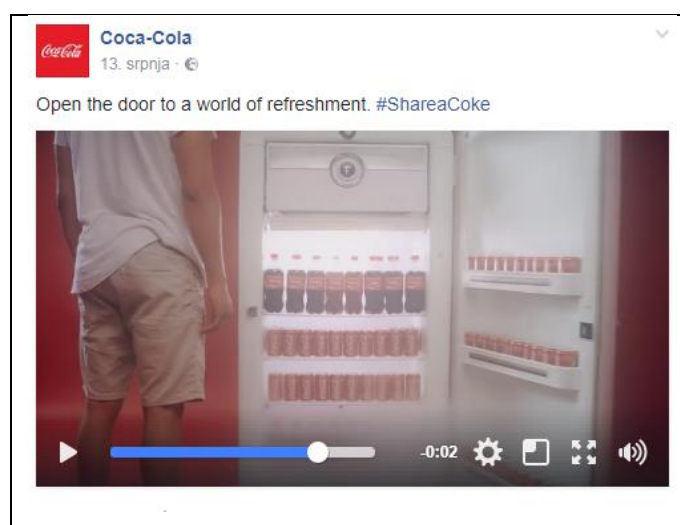 Coca-Cola
Coca-Cola
13. srpnja ·
Open the door to a world of refreshment. #ShareaCoke
-0:02